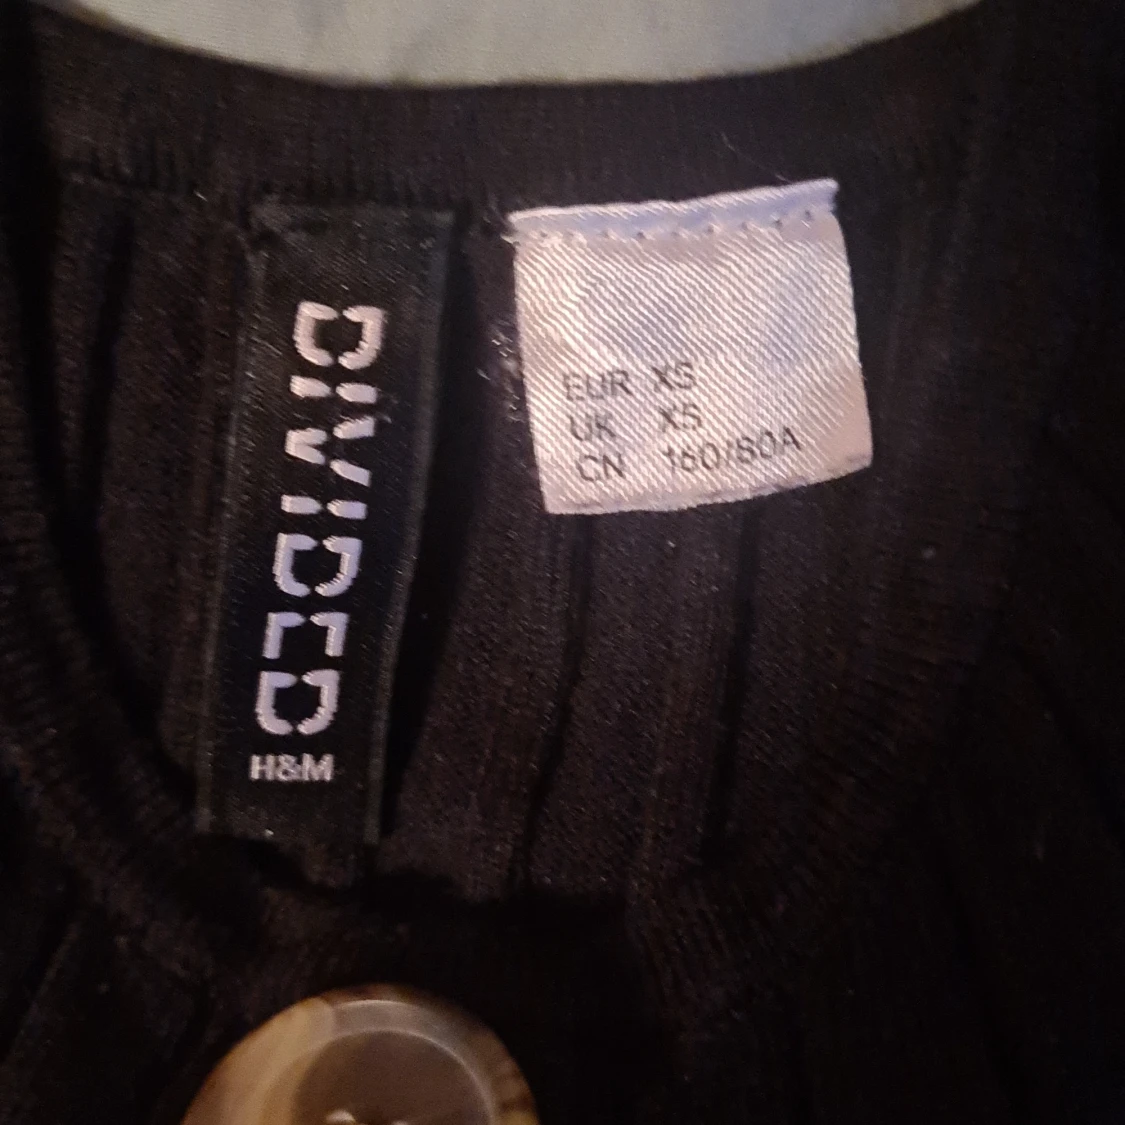 DIVIDED
H&M
EUR XS
UK XS
CN 160/80A